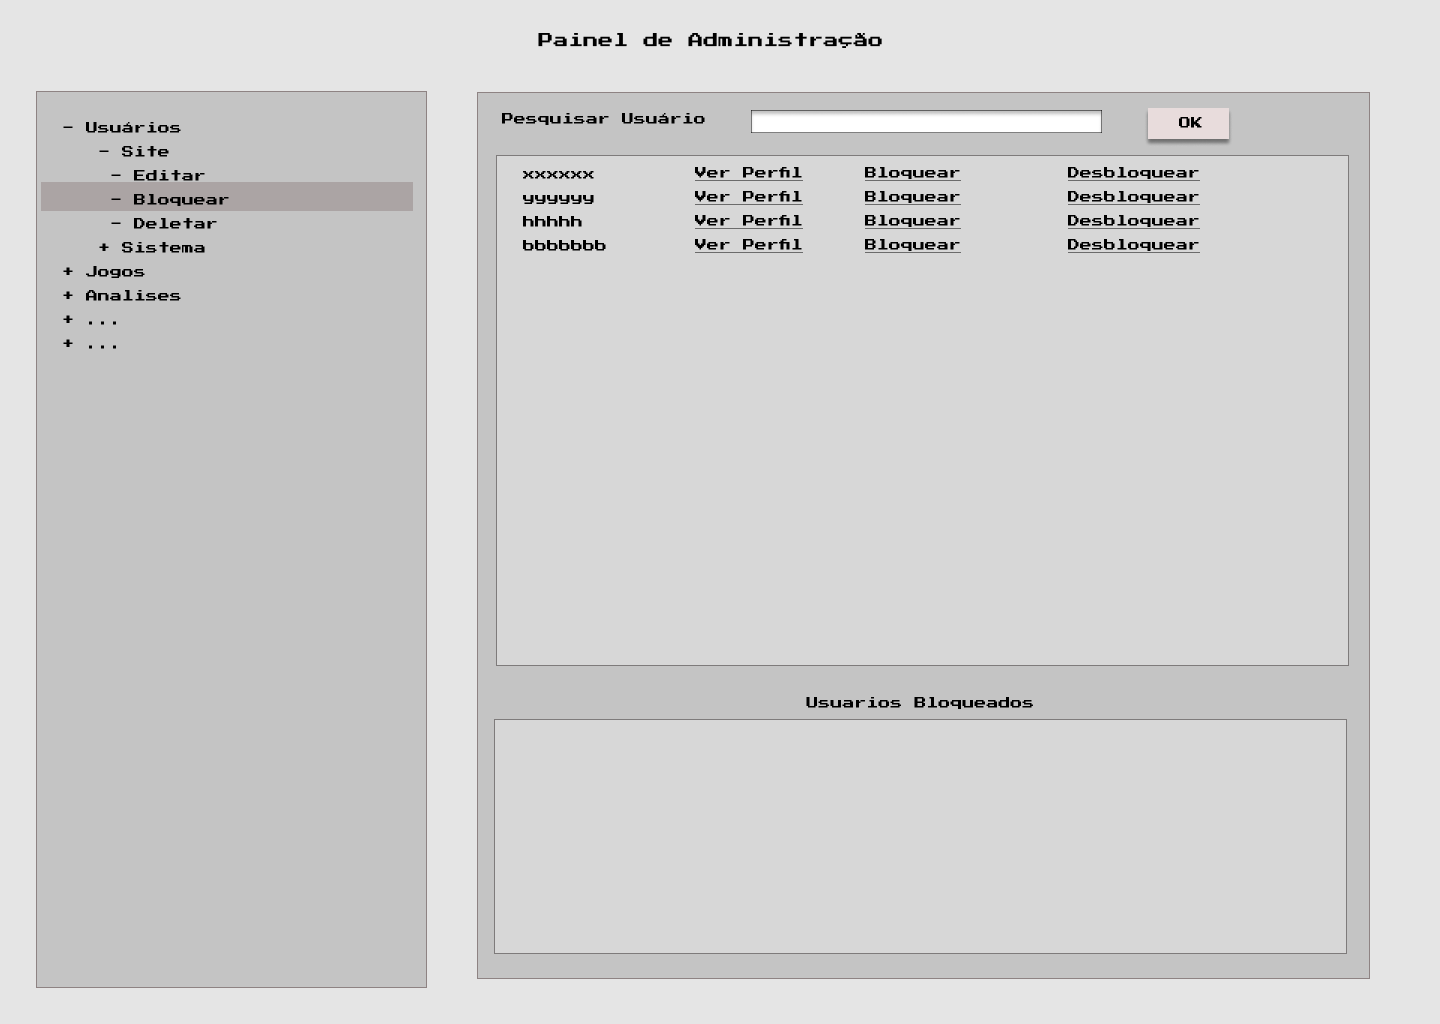 Painel de Administração
- Usuários
- Site
- Editar
- Bloquear
- Deletar
+ Sistema
+ Jogos
+ Analises
+ ...
+ ...
Pesquisar Usuário OK
xxxxxx Ver Perfil Bloquear Desbloquear
yyyyyy Ver Perfil Bloquear Desbloquear
hhhhh Ver Perfil Bloquear Desbloquear
bbbbbbb Ver Perfil Bloquear Desbloquear
Usuarios Bloqueados